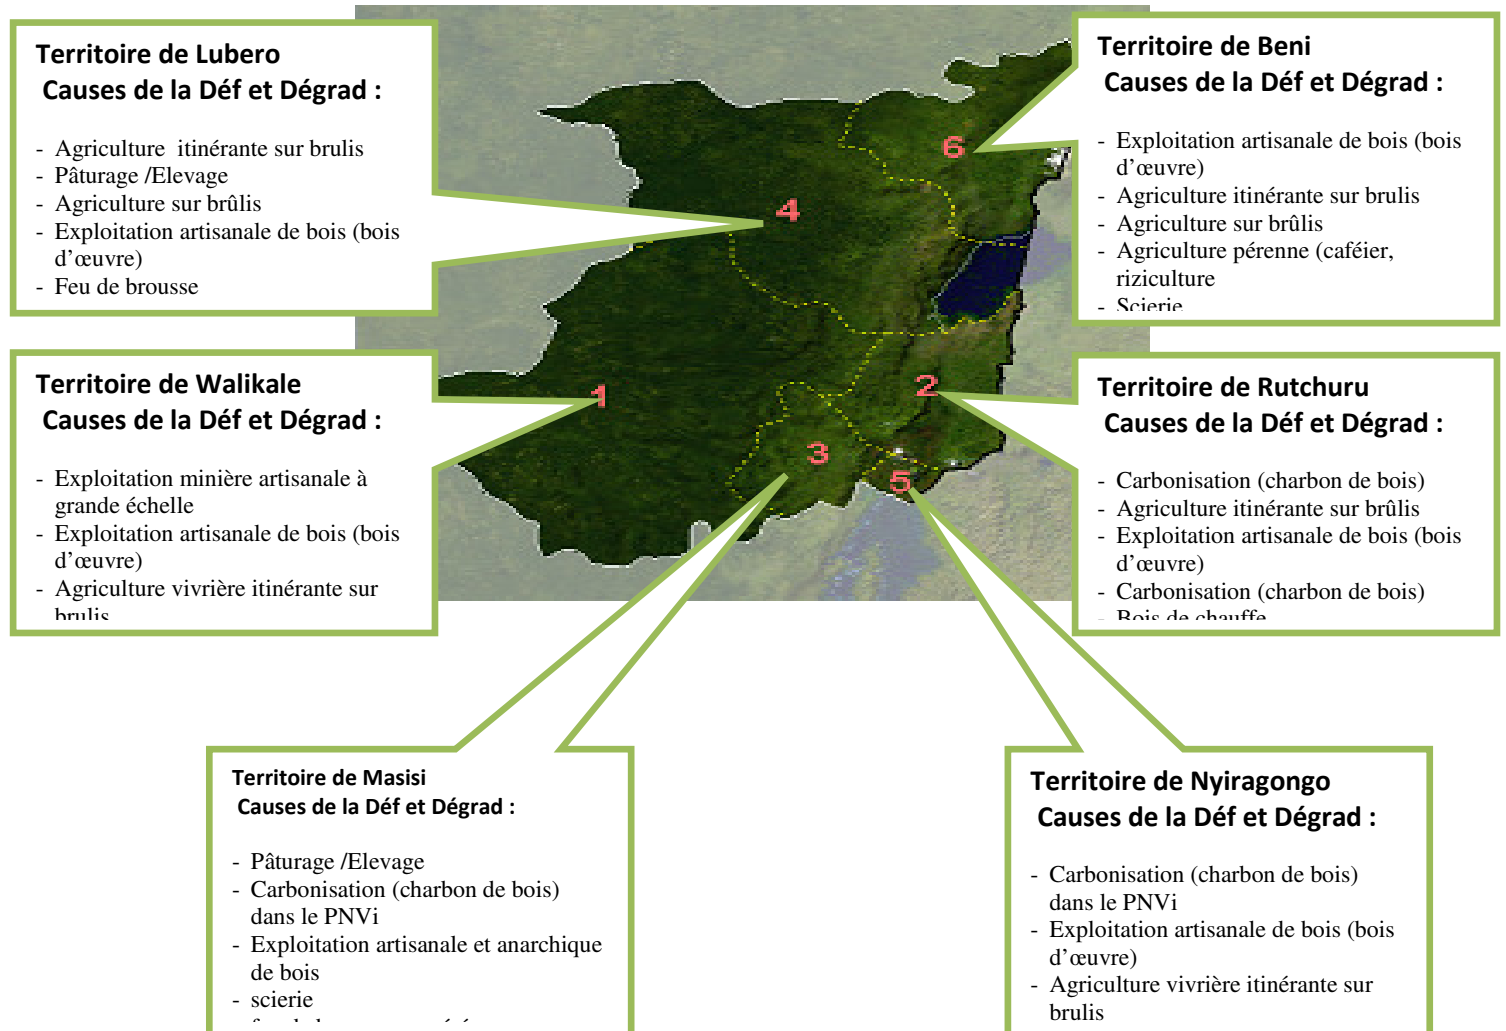 Territoire de Lubero
Causes de la Déf et Dégrad :
- Agriculture itinérante sur brulis
- Pâturage /Elevage
- Agriculture sur brûlis
- Exploitation artisanale de bois (bois
d’œuvre)
- Feu de brousse
Territoire de Beni
Causes de la Déf et Dégrad :
- Exploitation artisanale de bois (bois
d’œuvre)
- Agriculture itinérante sur brulis
- Agriculture sur brûlis
- Agriculture pérenne (caféier,
riziculture
- Scierie
Territoire de Walikale
Causes de la Déf et Dégrad :
- Exploitation minière artisanale à
grande échelle
- Exploitation artisanale de bois (bois
d’œuvre)
- Agriculture vivrière itinérante sur
brulis
Territoire de Rutchuru
Causes de la Déf et Dégrad :
- Carbonisation (charbon de bois)
- Agriculture itinérante sur brûlis
- Exploitation artisanale de bois (bois
d’œuvre)
- Carbonisation (charbon de bois)
- Bois de chauffe
6
4
1
2
3
5
Territoire de Masisi
Causes de la Déf et Dégrad :
- Pâturage /Elevage
- Carbonisation (charbon de bois)
dans le PNVi
- Exploitation artisanale et anarchique
de bois
- scierie
Territoire de Nyiragongo
Causes de la Déf et Dégrad :
- Carbonisation (charbon de bois)
dans le PNVi
- Exploitation artisanale de bois (bois
d’œuvre)
- Agriculture vivrière itinérante sur
brulis